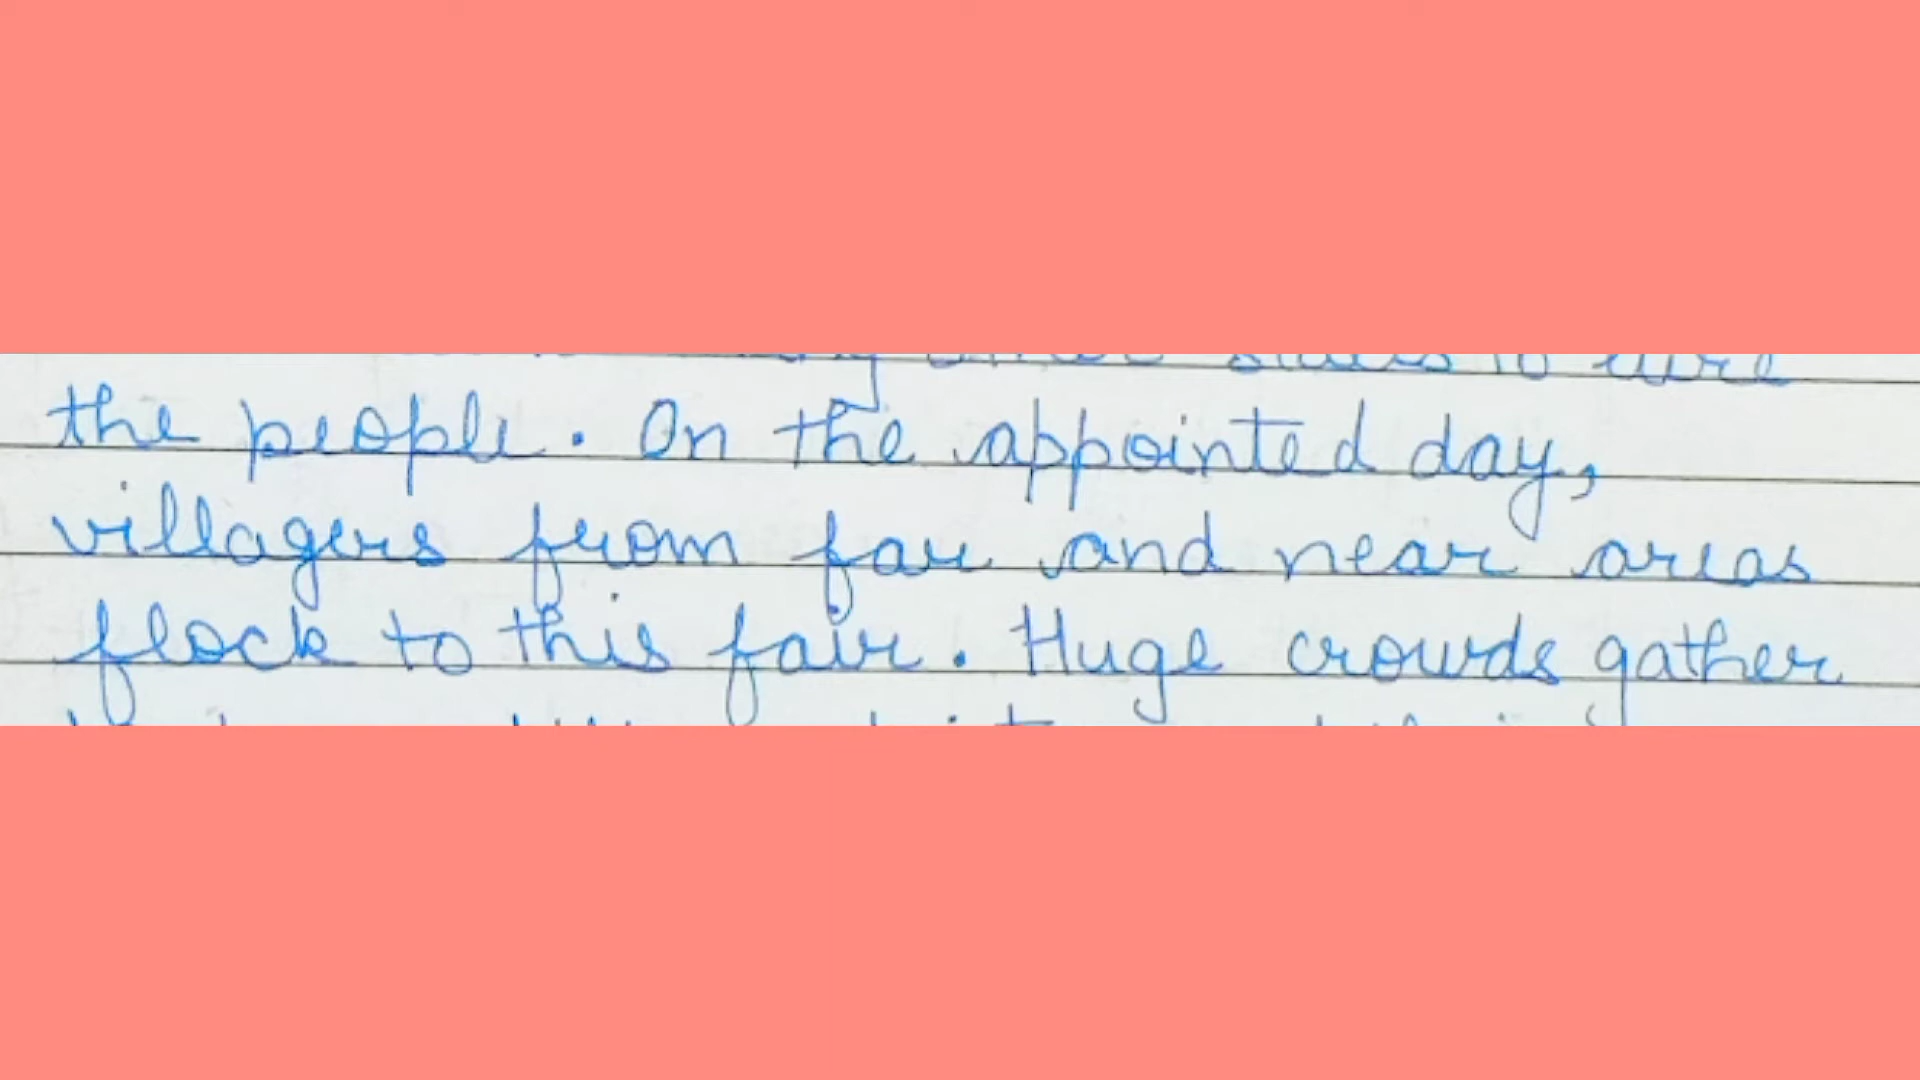 the people. On the appointed day,
villagers from far and near areas
flock to this fair. Huge crowds gather